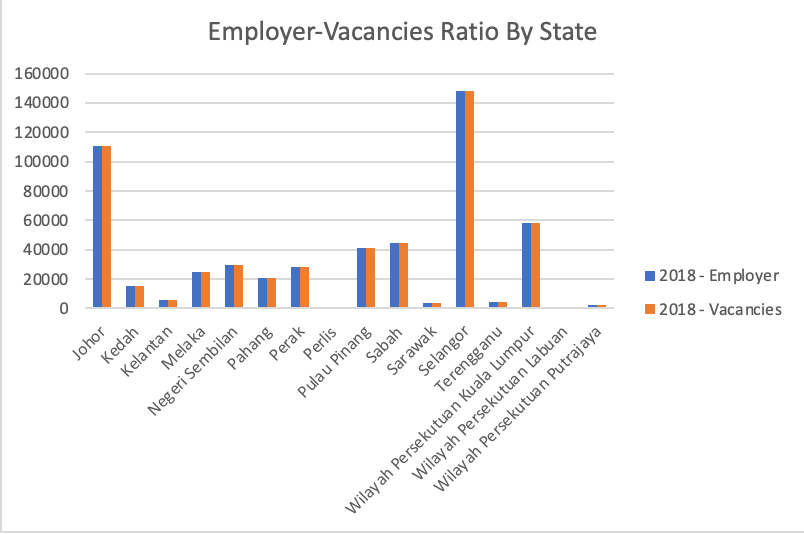 Employer-Vacancies Ratio By State
160000
140000
120000
100000
80000
60000
40000
20000
0
Johor
Kedah
Kelantan
Melaka
Negeri Sembilan
Pahang
Perak
Perlis
Pulau Pinang
Sabah
Sarawak
Selangor
Terengganu
Wilayah Persekutuan Kuala Lumpur
Wilayah Persekutuan Labuan
Wilayah Persekutuan Putrajaya
2018 - Employer
2018 - Vacancies